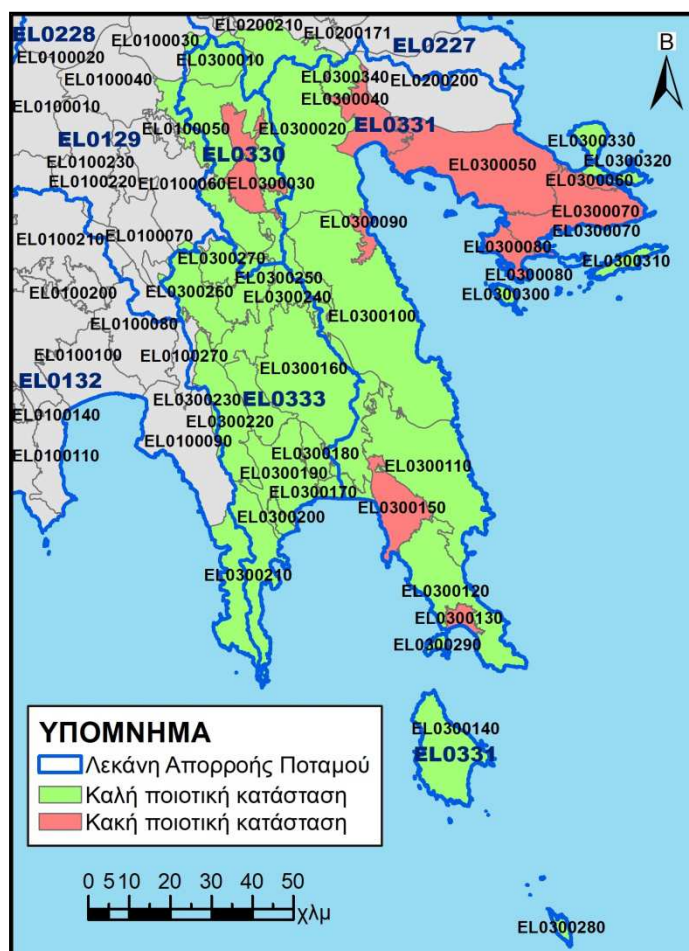 EL0228
EL0100030
EL0200210
EL0200171
EL0227
EL0100020
EL0300010
EL0100040
EL0300340
EL0200200
EL0100010
EL0300040
EL0129
EL0100050
EL0300020
EL0331
EL0300330
EL0330
EL0100230
EL0300050
EL0300320
EL0100220
EL0100060
EL0300030
EL0300060
EL0300070
EL0300090
EL0300070
EL0100210
EL0100070
EL0300080
EL0300270
EL0300310
EL0300250
EL0300080
EL0100200
EL0300260
EL0300240
EL0300300
EL0100080
EL0300100
EL0100100
EL0100270
EL0300160
EL0132
EL0300230
EL0333
EL0100140
EL0300220
EL0100090
EL0100110
EL0300180
EL0300110
EL0300190
EL0300170
EL0300150
EL0300200
EL0300210
EL0300120
EL0300130
EL0300290
EL0300140
EL0331
EL0300280
Β
ΥΠΟΜΝΗΜΑ
Λεκάνη Απορροής Ποταμού
Καλή ποιοτική κατάσταση
Κακή ποιοτική κατάσταση
0 5 10 20 30 40 50
χλμ